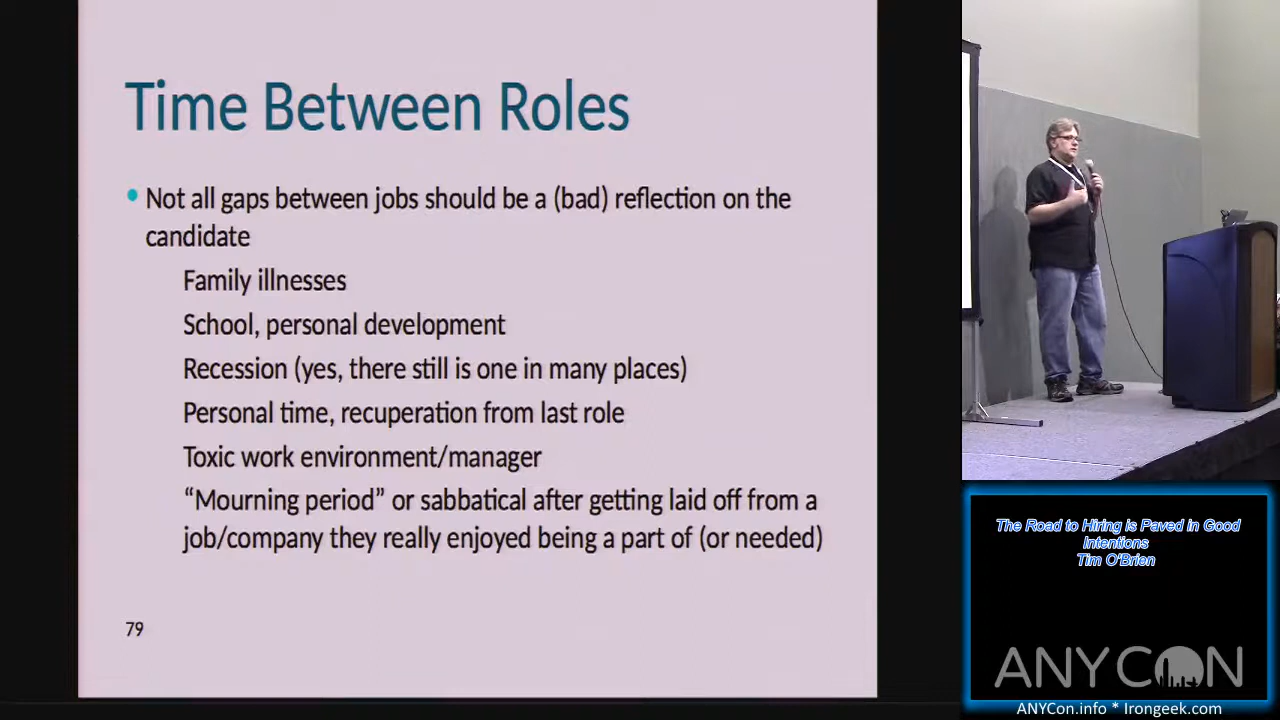 Time Between Roles
• Not all gaps between jobs should be a (bad) reflection on the
candidate
Family illnesses
School, personal development
Recession (yes, there still is one in many places)
Personal time, recuperation from last role
Toxic work environment/manager
“Mourning period” or sabbatical after getting laid off from a
job/company they really enjoyed being a part of (or needed)
79
The Road to Hiring is Paved in Good
Intentions
Tim O'Brien
ANYCON
ANYCon.info * Irongeek.com